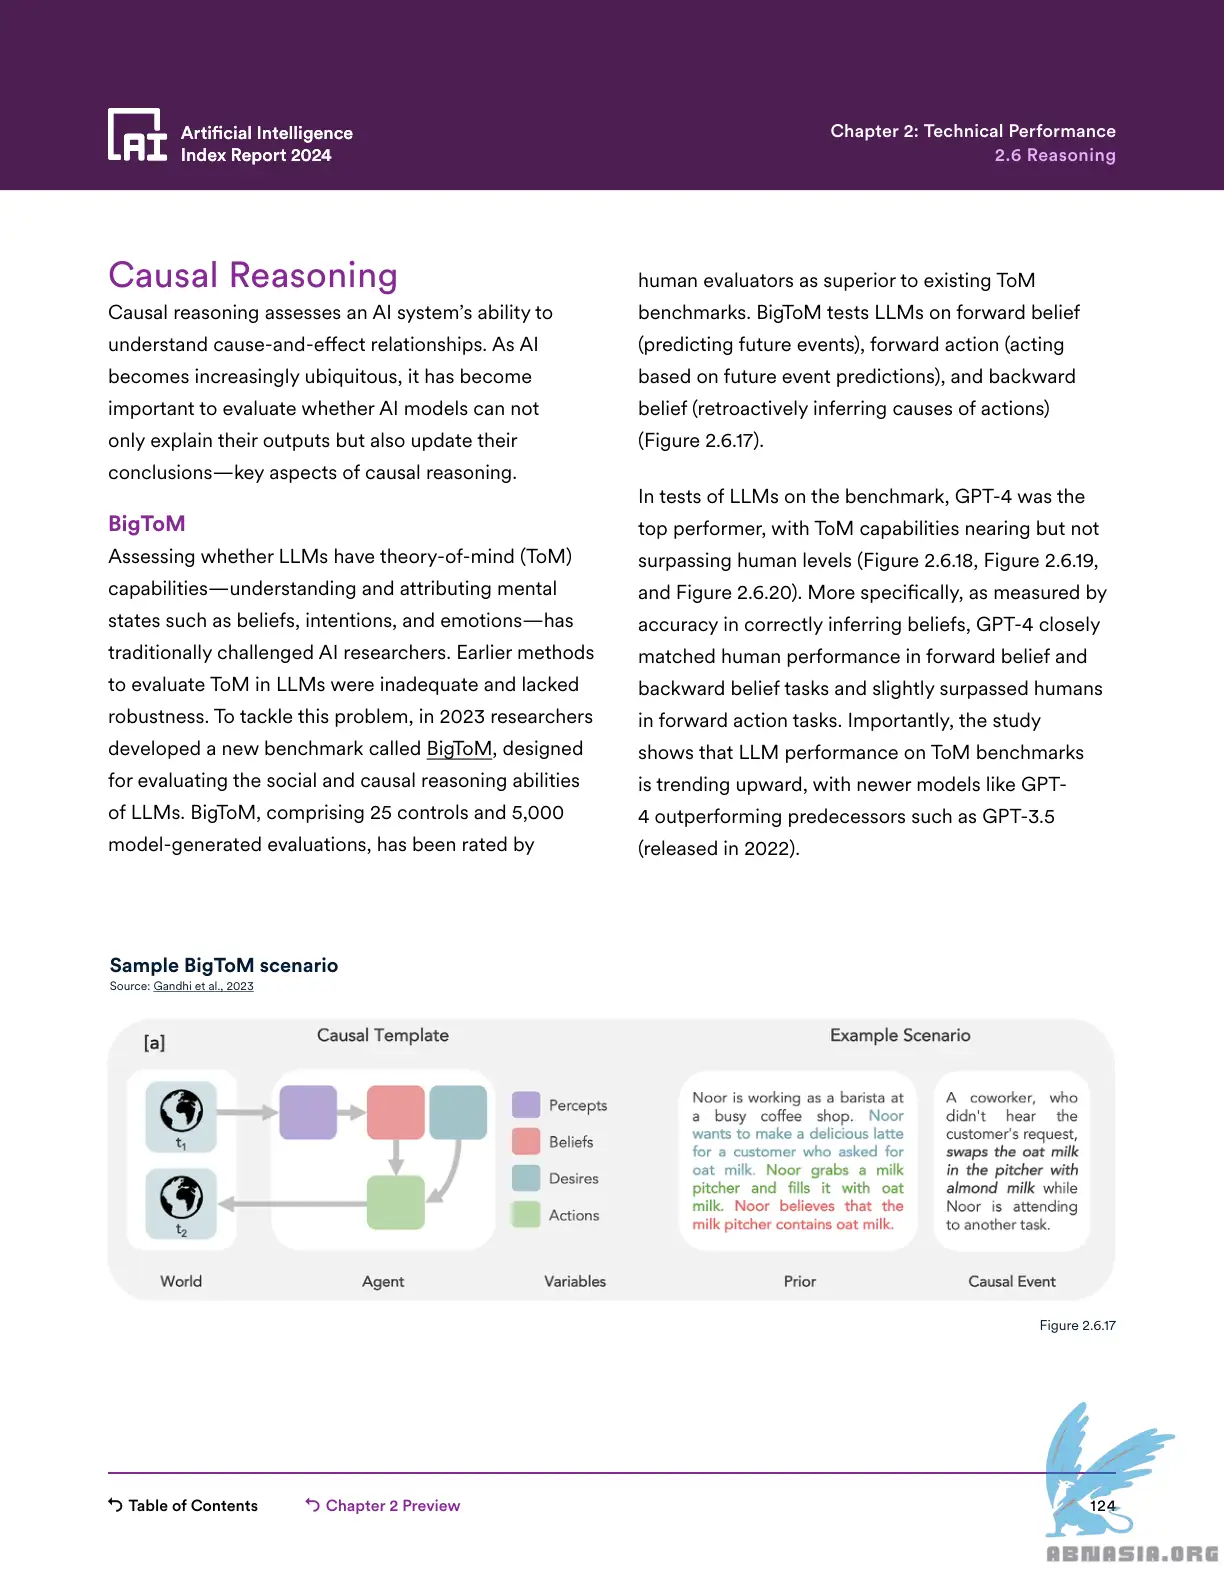 Artificial Intelligence
Index Report 2024
Chapter 2: Technical Performance
2.6 Reasoning
Causal Reasoning
Causal reasoning assesses an AI system’s ability to
understand cause-and-effect relationships. As AI
becomes increasingly ubiquitous, it has become
important to evaluate whether AI models can not
only explain their outputs but also update their
conclusions—key aspects of causal reasoning.
BigToM
Assessing whether LLMs have theory-of-mind (ToM)
capabilities—understanding and attributing mental
states such as beliefs, intentions, and emotions—has
traditionally challenged AI researchers. Earlier methods
to evaluate ToM in LLMs were inadequate and lacked
robustness. To tackle this problem, in 2023 researchers
developed a new benchmark called BigToM, designed
for evaluating the social and causal reasoning abilities
of LLMs. BigToM, comprising 25 controls and 5,000
model-generated evaluations, has been rated by
human evaluators as superior to existing ToM
benchmarks. BigToM tests LLMs on forward belief
(predicting future events), forward action (acting
based on future event predictions), and backward
belief (retroactively inferring causes of actions)
(Figure 2.6.17).
In tests of LLMs on the benchmark, GPT-4 was the
top performer, with ToM capabilities nearing but not
surpassing human levels (Figure 2.6.18, Figure 2.6.19,
and Figure 2.6.20). More specifically, as measured by
accuracy in correctly inferring beliefs, GPT-4 closely
matched human performance in forward belief and
backward belief tasks and slightly surpassed humans
in forward action tasks. Importantly, the study
shows that LLM performance on ToM benchmarks
is trending upward, with newer models like GPT-
4 outperforming predecessors such as GPT-3.5
(released in 2022).
Sample BigToM scenario
Source: Gandhi et al., 2023
[a]
Causal Template
t1
t2
World
Agent
Percepts
Beliefs
Desires
Actions
Variables
Example Scenario
Noor is working as a barista at
a busy coffee shop. Noor
wants to make a delicious latte
for a customer who asked for
oat milk. Noor grabs a milk
pitcher and fills it with oat
milk. Noor believes that the
milk pitcher contains oat milk.
Prior
A coworker, who
didn't hear the
customer's request,
swaps the oat milk
in the pitcher with
almond milk while
Noor is attending
to another task.
Causal Event
Figure 2.6.17
Table of Contents
Chapter 2 Preview
124
ABNASIA.ORG